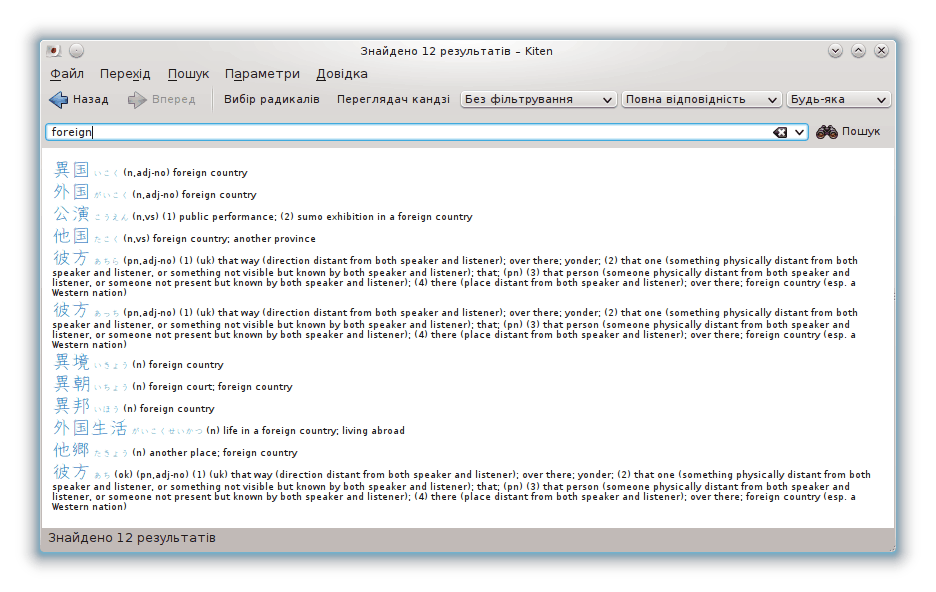 Знайдено 12 результатів – Kiten
Файл Перехід Пошук Параметри Довідка
Назад Вперед Вибір радикалів Переглядач кандзі Без фільтрування Повна відповідність Будь-яка
foreign Пошук
異国 いこく (n,adj-no) foreign country
外国 がいこく (n,adj-no) foreign country
公演 こうえん (n,vs) (1) public performance; (2) sumo exhibition in a foreign country
他国 たこく (n,vs) foreign country; another province
彼方 あちら (pn,adj-no) (1) (uk) that way (direction distant from both speaker and listener); over there; yonder; (2) that one (something physically distant from both
speaker and listener, or something not visible but known by both speaker and listener); that; (pn) (3) that person (someone physically distant from both speaker and
listener, or someone not present but known by both speaker and listener); (4) there (place distant from both speaker and listener); over there; foreign country (esp. a
Western nation)
彼方 あっち (pn,adj-no) (1) (uk) that way (direction distant from both speaker and listener); over there; yonder; (2) that one (something physically distant from both
speaker and listener, or something not visible but known by both speaker and listener); that; (pn) (3) that person (someone physically distant from both speaker and
listener, or someone not present but known by both speaker and listener); (4) there (place distant from both speaker and listener); over there; foreign country (esp. a
Western nation)
異境 いきょう (n) foreign country
異朝 いちょう (n) foreign court; foreign country
異邦 いほう (n) foreign country
外国生活 がいこくせいかつ (n) life in a foreign country; living abroad
他郷 たきょう (n) another place; foreign country
彼方 あち (ok) (pn,adj-no) (1) (uk) that way (direction distant from both speaker and listener); over there; yonder; (2) that one (something physically distant from both
speaker and listener, or something not visible but known by both speaker and listener); that; (pn) (3) that person (someone physically distant from both speaker and
listener, or someone not present but known by both speaker and listener); (4) there (place distant from both speaker and listener); over there; foreign country (esp. a
Western nation)
Знайдено 12 результатів